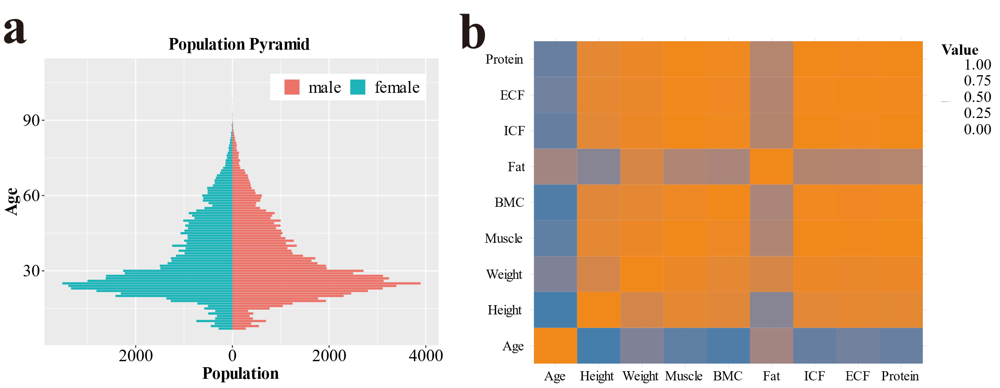 a
Population Pyramid
male
female
90
60
30
Age
2000
0
2000
4000
Population
b
Protein
ECF
ICF
Fat
BMC
Muscle
Weight
Height
Age
Age
Height
Weight
Muscle
BMC
Fat
ICF
ECF
Protein
Value
1.00
0.75
0.50
0.25
0.00